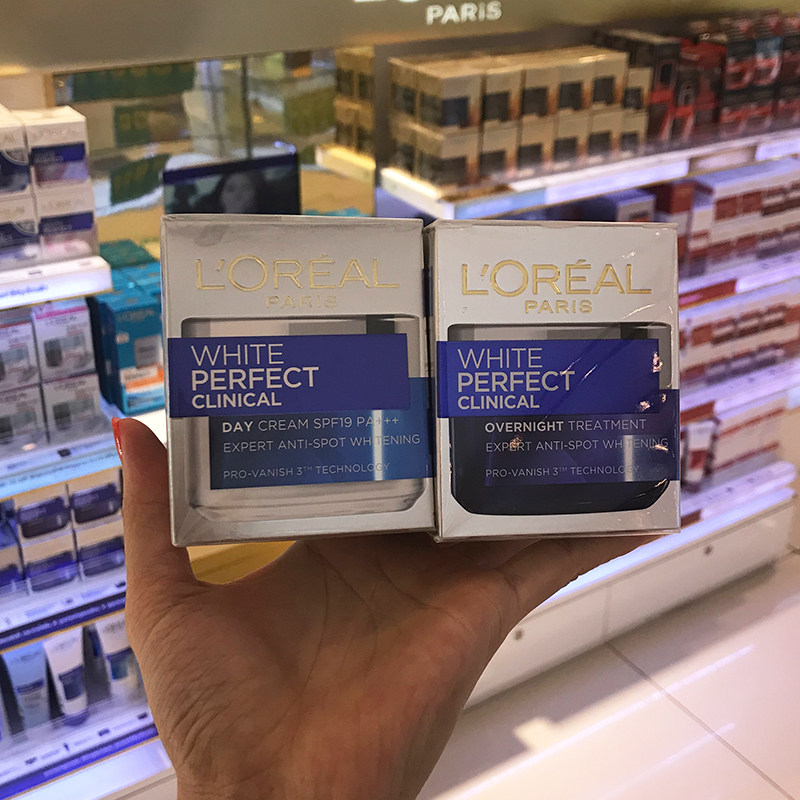 PARIS
L'ORÉAL
PARIS
WHITE
PERFECT
CLINICAL
DAY CREAM SPF19 PA+++
EXPERT ANTI-SPOT WHITENING
PRO-VANISH 3™ TECHNOLOGY
L'ORÉAL
PARIS
WHITE
PERFECT
CLINICAL
OVERNIGHT TREATMENT
EXPERT ANTI-SPOT WHITENING
PRO-VANISH 3™ TECHNOLOGY